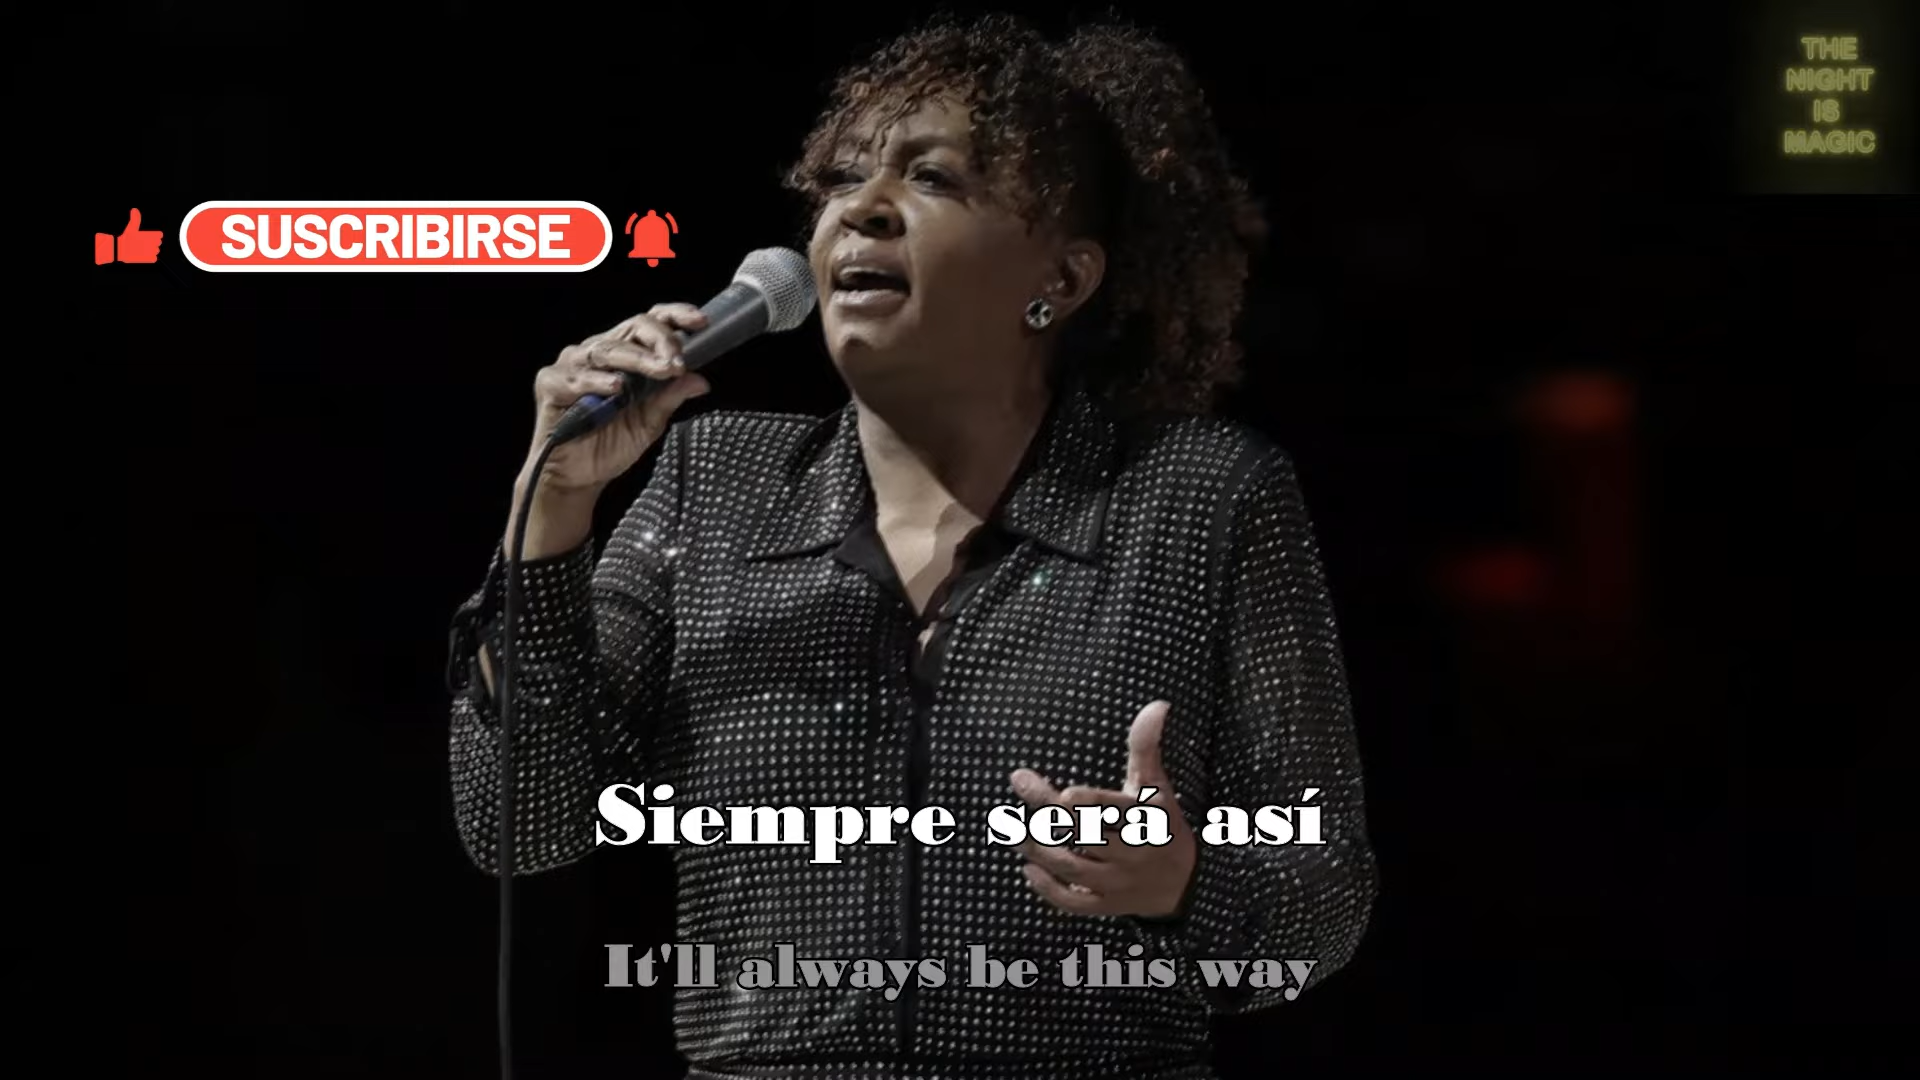 THE
NIGHT
IS
MAGIC
SUSCRIBIRSE
Siempre será así
It'll always be this way